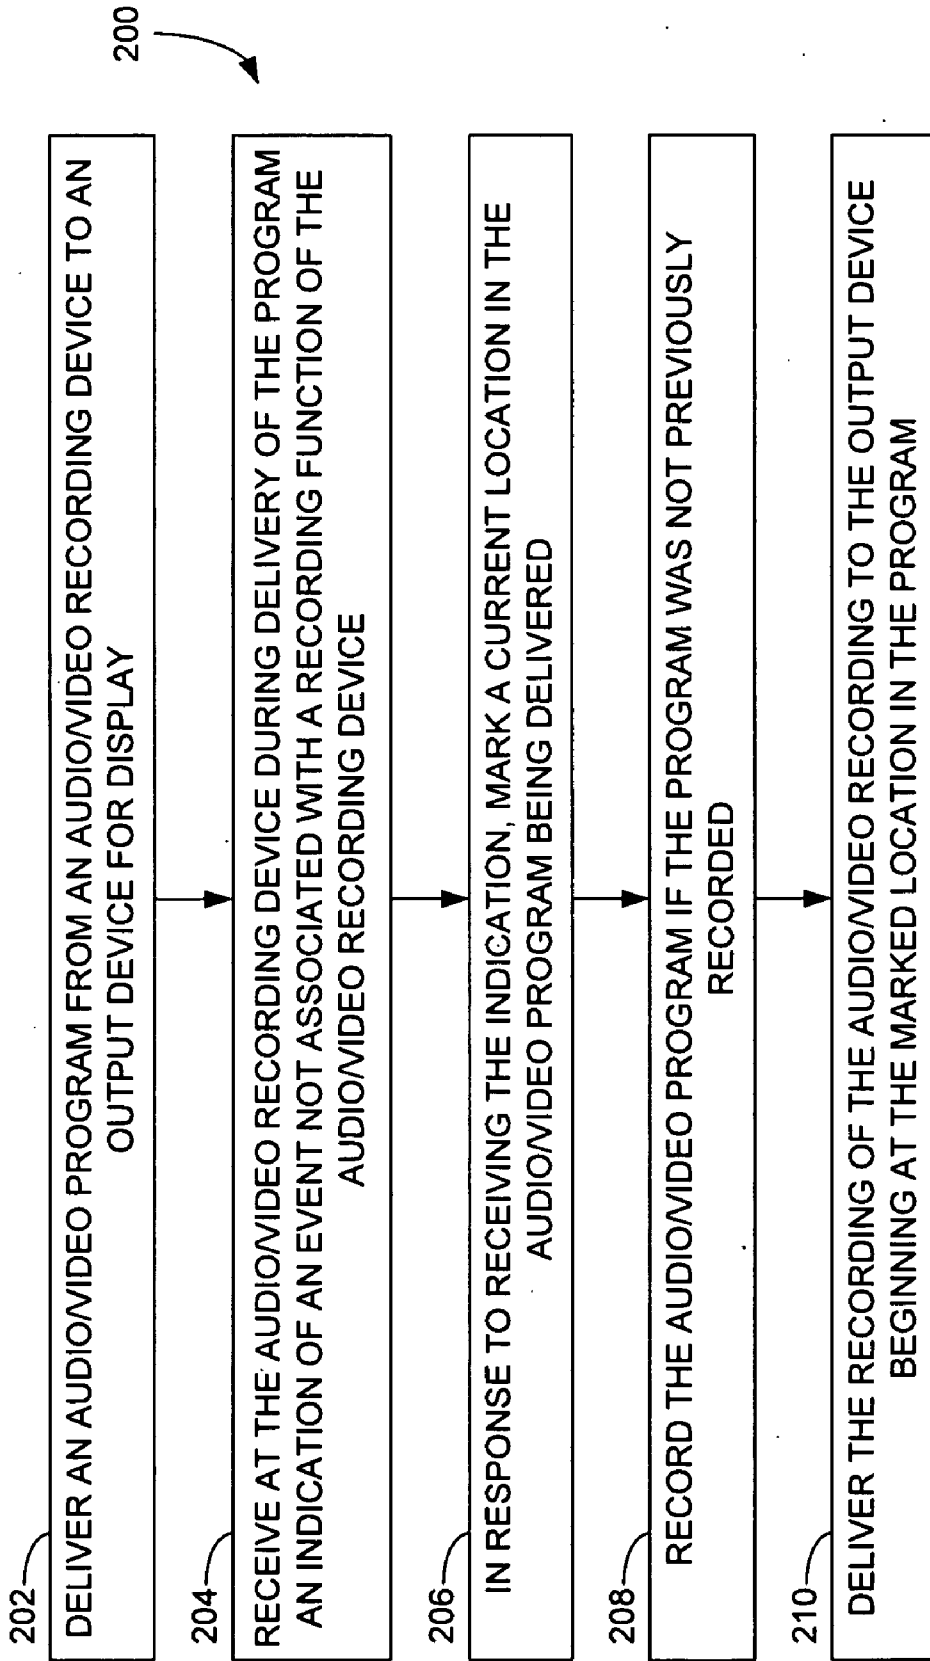 200
202
DELIVER AN AUDIO/VIDEO PROGRAM FROM AN AUDIO/VIDEO RECORDING DEVICE TO AN
OUTPUT DEVICE FOR DISPLAY
204
RECEIVE AT THE AUDIO/VIDEO RECORDING DEVICE DURING DELIVERY OF THE PROGRAM
AN INDICATION OF AN EVENT NOT ASSOCIATED WITH A RECORDING FUNCTION OF THE
AUDIO/VIDEO RECORDING DEVICE
206
IN RESPONSE TO RECEIVING THE INDICATION, MARK A CURRENT LOCATION IN THE
AUDIO/VIDEO PROGRAM BEING DELIVERED
208
RECORD THE AUDIO/VIDEO PROGRAM IF THE PROGRAM WAS NOT PREVIOUSLY
RECORDED
210
DELIVER THE RECORDING OF THE AUDIO/VIDEO RECORDING TO THE OUTPUT DEVICE
BEGINNING AT THE MARKED LOCATION IN THE PROGRAM